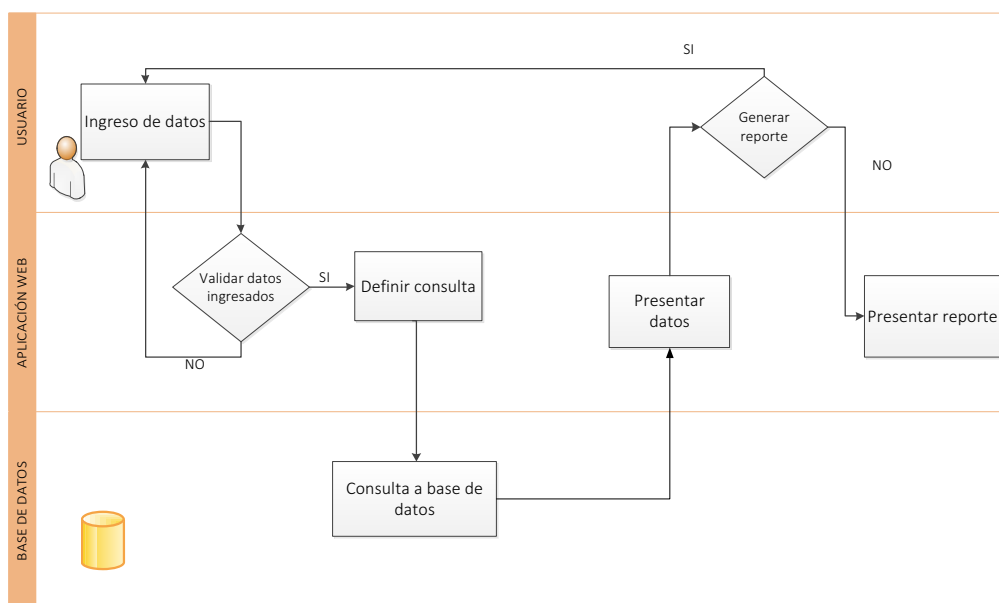 USUARIO
SI
Ingreso de datos
Generar
reporte
NO
APLICACIÓN WEB
Validar datos
ingresados
SI
Definir consulta
Presentar
datos
Presentar reporte
NO
BASE DE DATOS
Consulta a base de
datos